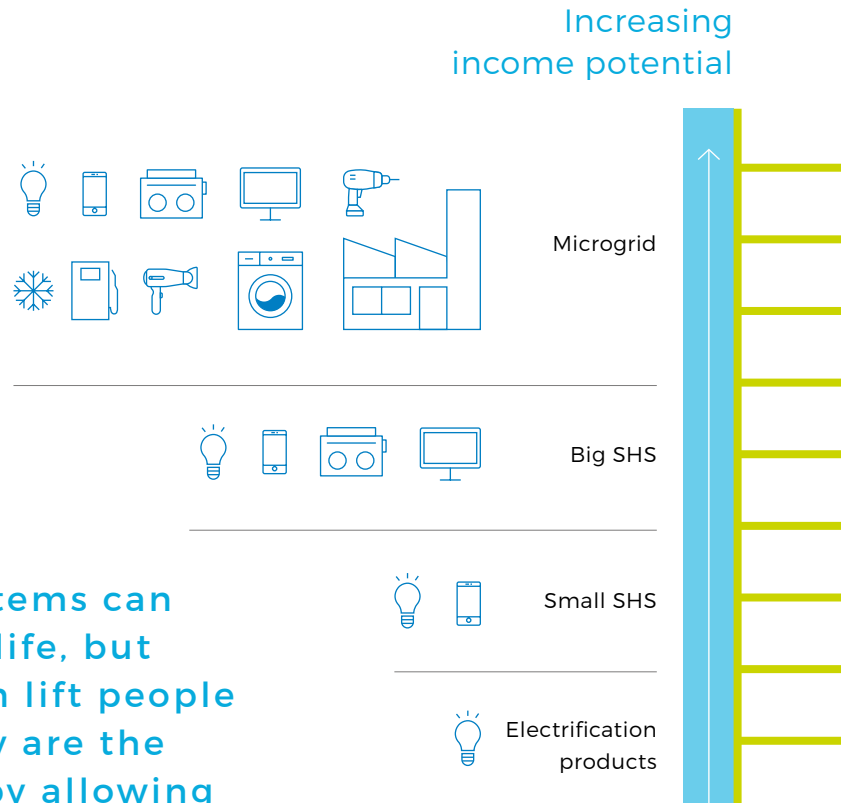 Increasing
income potential
Microgrid
Big SHS
Small SHS
Electrification
products
tems can
life, but
lift people
are the
by allowing